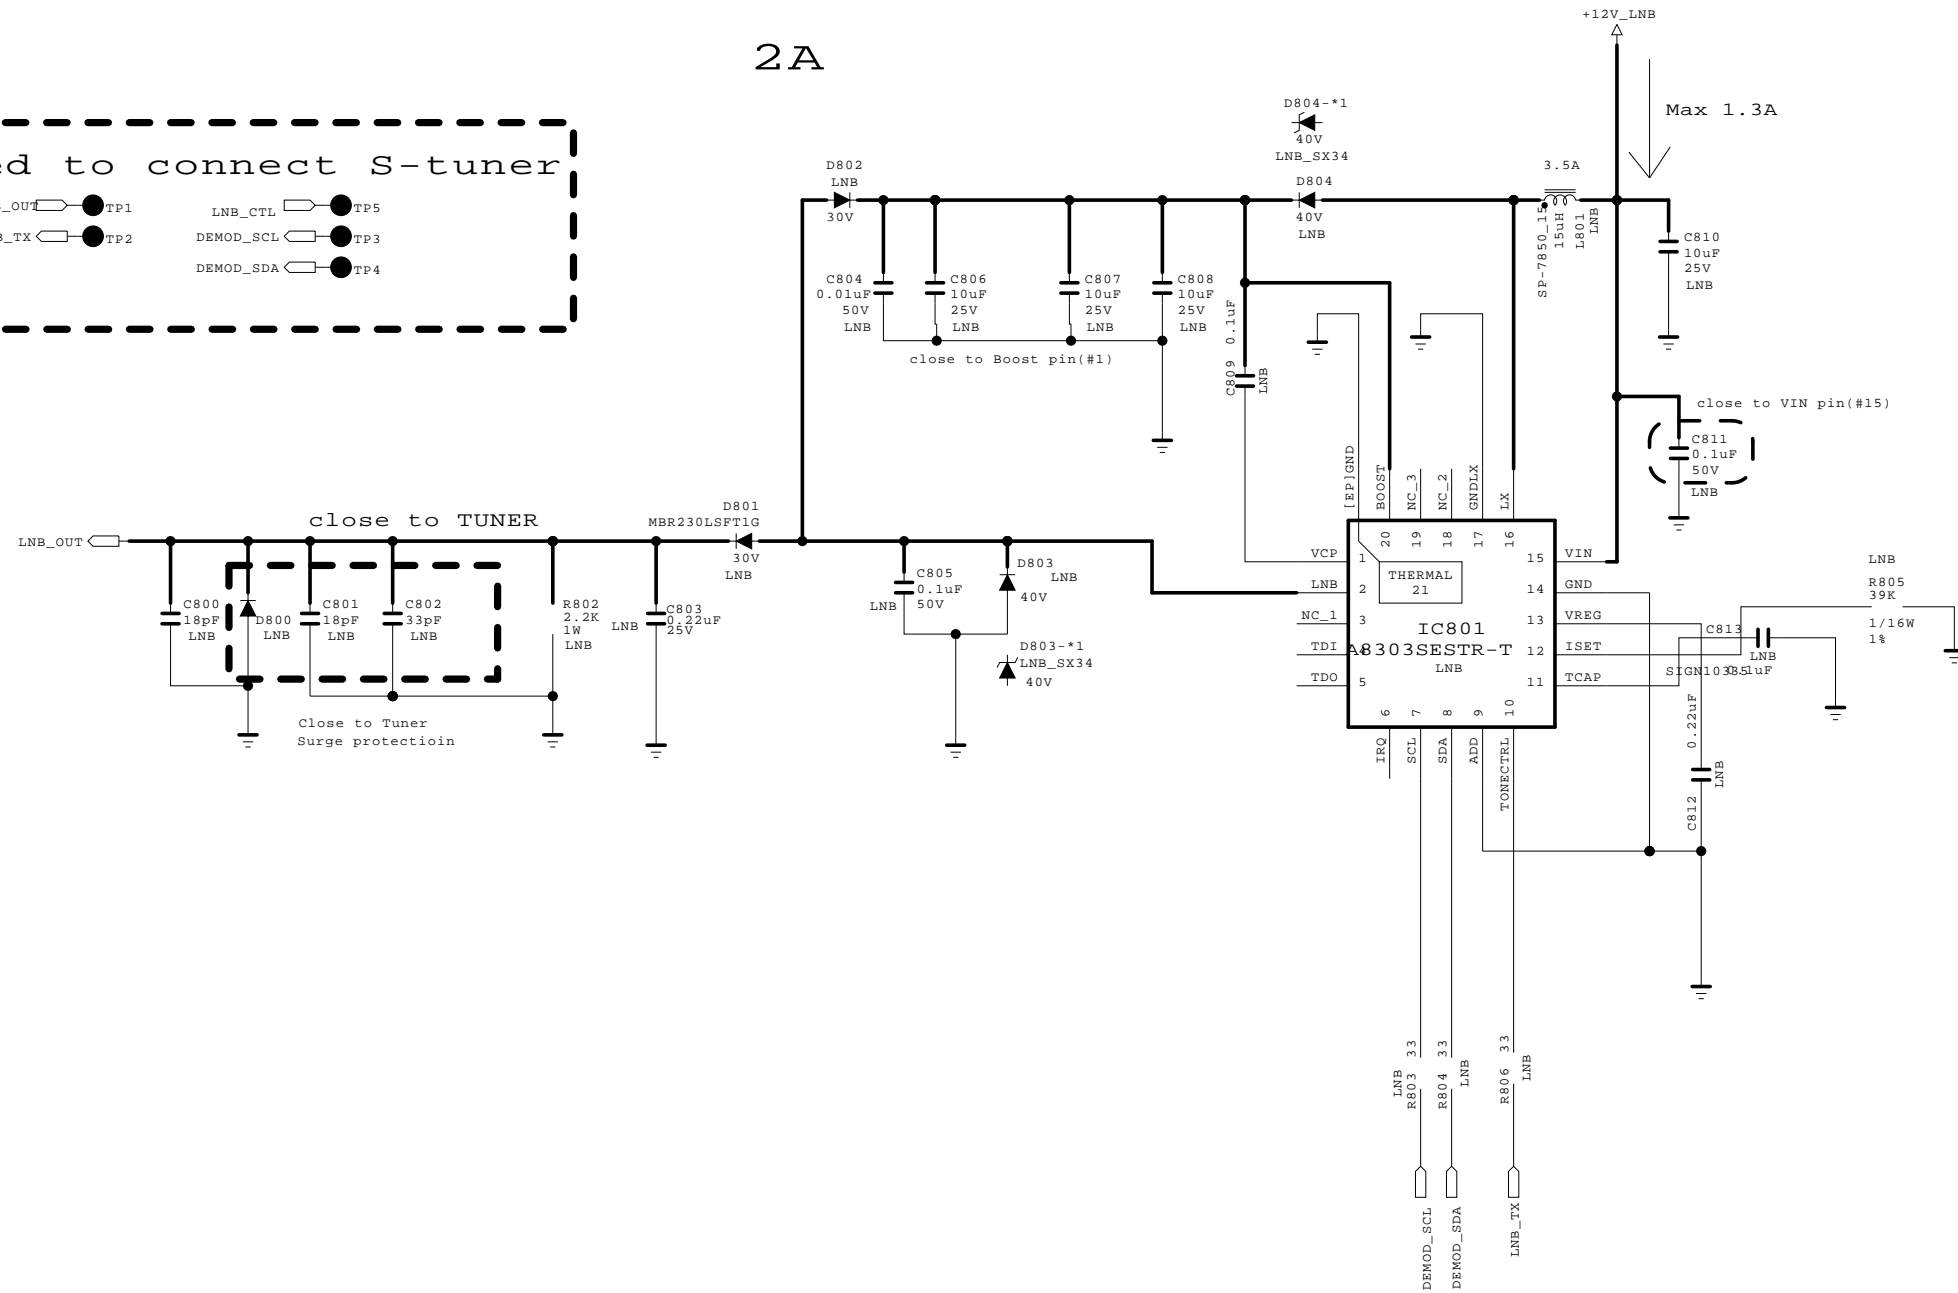 +12V_LNB
2A
Max 1.3A
to connect S-tuner
TP1
LNB_CTL
TP5
TP2
DEMOD_SCL
TP3
DEMOD_SDA
TP4
D804-*1
40V
LNB_SX34
D802
LNB
30V
D804
40V
LNB
3.5A
SP-7850_15
15uH
L801
LNB
C810
10uF
25V
LNB
C804
0.01uF
50V
LNB
C806
10uF
25V
LNB
C807
10uF
25V
LNB
C808
10uF
25V
LNB
close to Boost pin(#1)
C809
0.1uF
LNB
close to VIN pin(#15)
C811
0.1uF
50V
LNB
close to TUNER
LNB_OUT
D801
MBR230LSFT1G
30V
LNB
C800
18pF
LNB
D800
LNB
C801
18pF
LNB
C802
33pF
LNB
R802
2.2K
1W
LNB
C803
0.22uF
25V
LNB
C805
0.1uF
50V
LNB
D803
LNB
40V
D803-*1
LNB_SX34
40V
Close to Tuner
Surge protectioin
[EP]GND
BOOST
NC_3
NC_2
GNDLX
LX
20
19
18
17
16
VCP
1
LNB
2
NC_1
3
TDI
4
TDO
5
THERMAL
21
IC801
A8303SESTR-T
LNB
15
VIN
14
GND
13
VREG
12
ISET
11
TCAP
6
7
8
9
10
IRQ
SCL
SDA
ADD
TONECTRL
LNB
R805
39K
1/16W
1%
C813
LNB
0.1uF
SIGN10335
0.22uF
LNB
C812
R803
33
LNB
R804
33
LNB
R806
33
LNB
DEMOD_SCL
DEMOD_SDA
LNB_TX